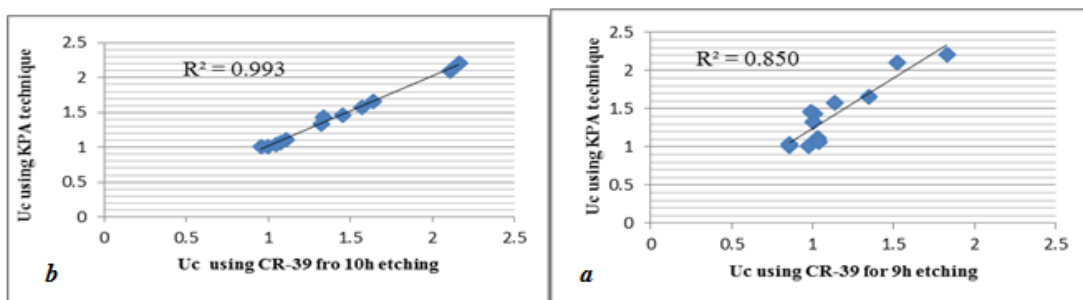 2.5
2
1.5
1
0.5
0
0 0.5 1 1.5 2 2.5
R² = 0.993
Uc using KPA technique
Uc using CR-39 fro 10h etching
b
2.5
2
1.5
1
0.5
0
0 0.5 1 1.5 2 2.5
R² = 0.850
Uc using KPA technique
Uc using CR-39 for 9h etching
a